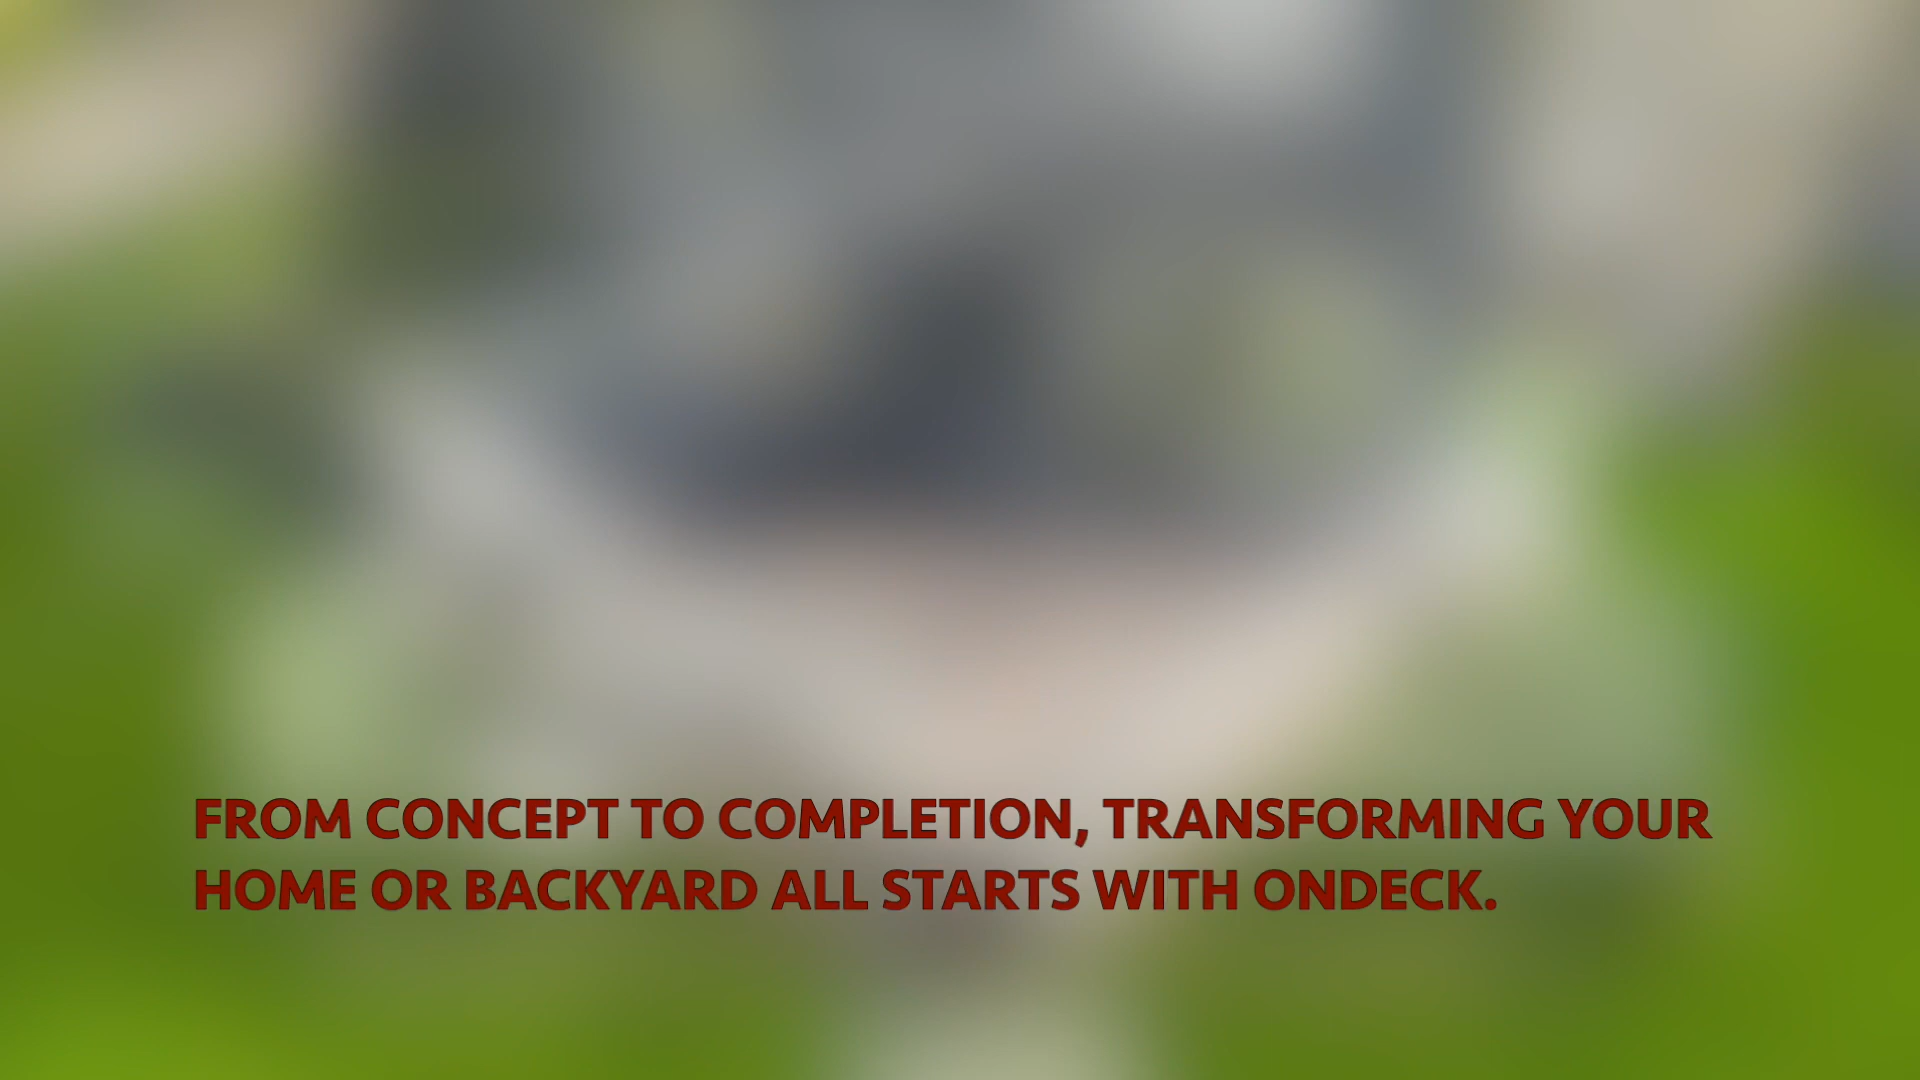 FROM CONCEPT TO COMPLETION, TRANSFORMING YOUR
HOME OR BACKYARD ALL STARTS WITH ONDECK.